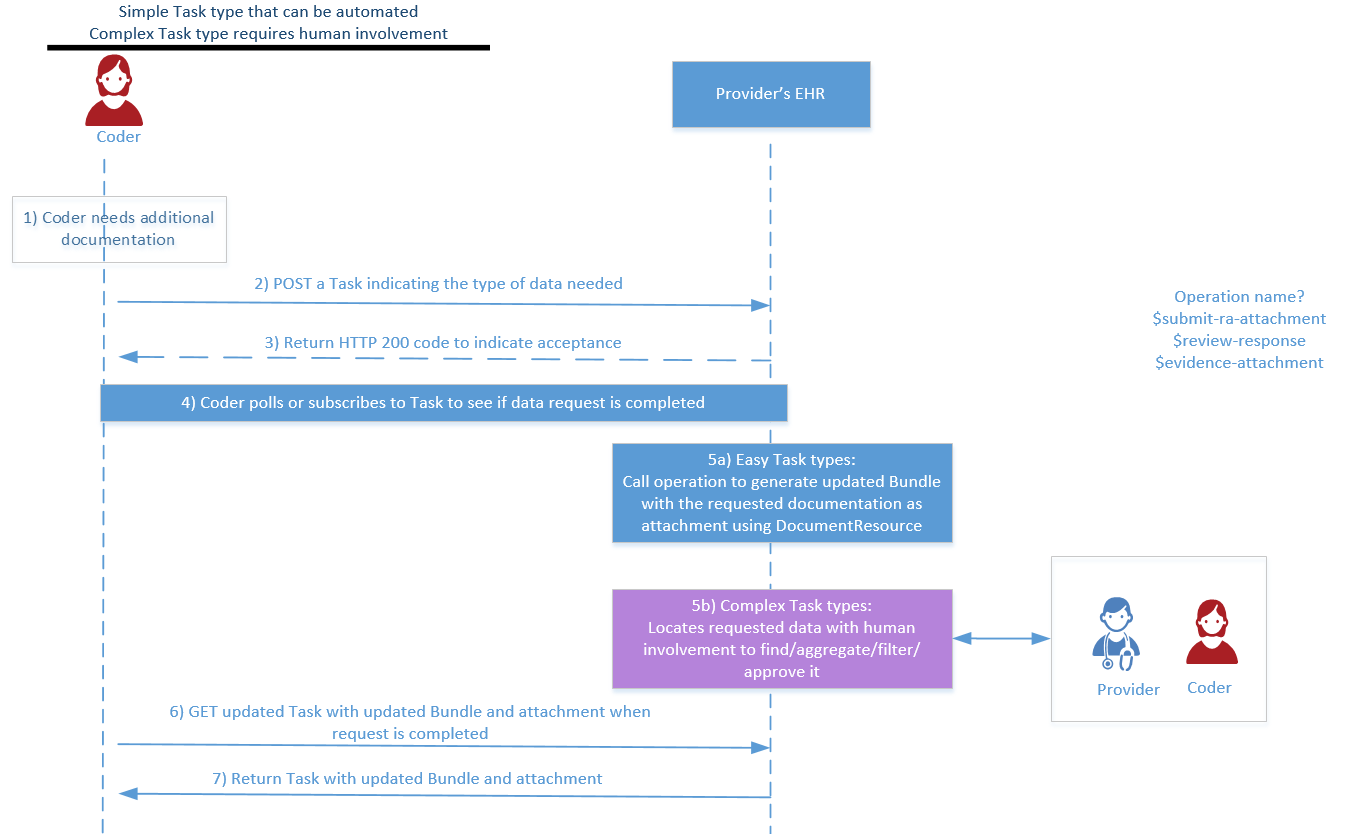 Simple Task type that can be automated
Complex Task type requires human involvement
Coder
Provider’s EHR
1) Coder needs additional
documentation
2) POST a Task indicating the type of data needed
3) Return HTTP 200 code to indicate acceptance
Operation name?
$submit-ra-attachment
$review-response
$evidence-attachment
4) Coder polls or subscribes to Task to see if data request is completed
5a) Easy Task types:
Call operation to generate updated Bundle
with the requested documentation as
attachment using DocumentResource
5b) Complex Task types:
Locates requested data with human
involvement to find/aggregate/filter/
approve it
Provider
Coder
6) GET updated Task with updated Bundle and attachment when
request is completed
7) Return Task with updated Bundle and attachment